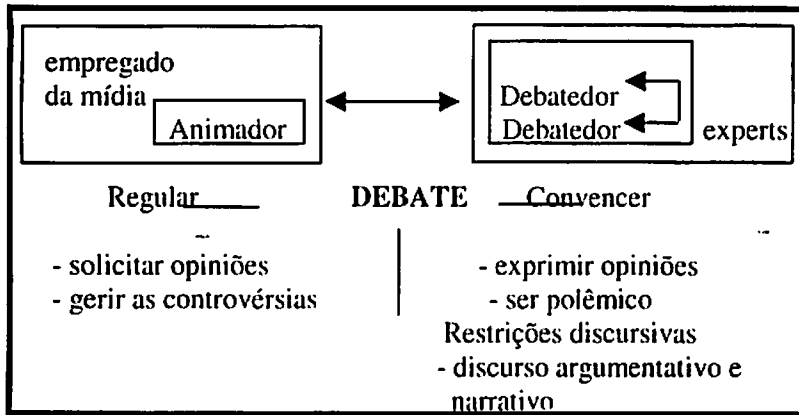 empregado
da mídia
Animador
Debatedor
Debatedor
experts
Regular DEBATE Convencer
- solicitar opiniões
- gerir as controvérsias
- exprimir opiniões
- ser polêmico
Restrições discursivas
- discurso argumentativo e
narrativo